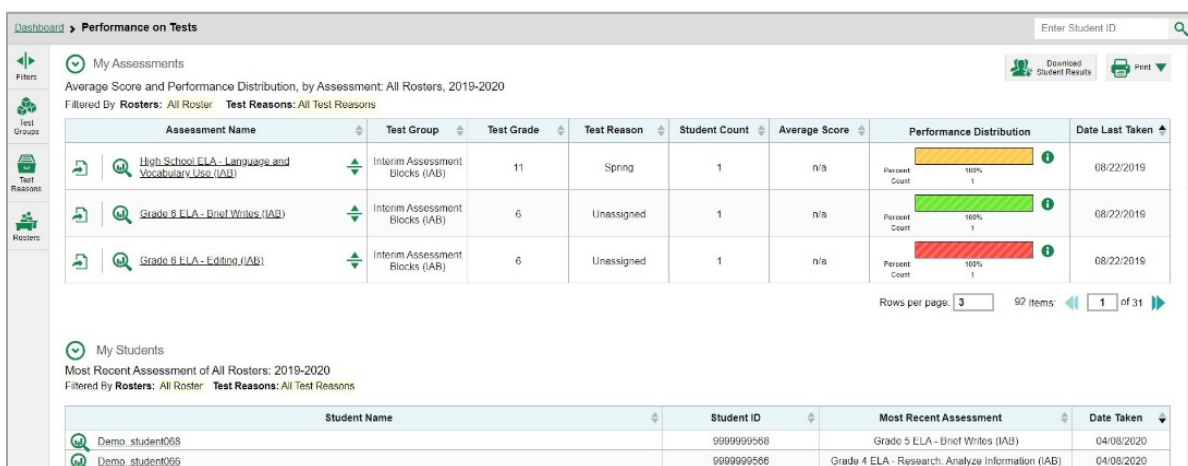 Dashboard > Performance on Tests
Enter Student ID
Filters
Test
Groups
Test
Reasons
Rosters
My Assessments
Download
Student Results
Print
Average Score and Performance Distribution, by Assessment: All Rosters, 2019-2020
Filtered By Rosters: All Roster Test Reasons: All Test Reasons
Assessment Name Test Group Test Grade Test Reason Student Count Average Score Performance Distribution Date Last Taken
High School ELA - Language and
Vocabulary Use (IAB)
Interim Assessment
Blocks (IAB)
11 Spring 1 n/a
Percent 100%
Count 1
08/22/2019
Grade 6 ELA - Brief Writes (IAB)
Interim Assessment
Blocks (IAB)
6 Unassigned 1 n/a
Percent 100%
Count 1
08/22/2019
Grade 6 ELA - Editing (IAB)
Interim Assessment
Blocks (IAB)
6 Unassigned 1 n/a
Percent 100%
Count 1
08/22/2019
Rows per page: 3 92 Items: 1 of 31
My Students
Most Recent Assessment of All Rosters: 2019-2020
Filtered By Rosters: All Roster Test Reasons: All Test Reasons
Student Name Student ID Most Recent Assessment Date Taken
Demo, student068 9999999568 Grade 5 ELA - Brief Writes (IAB) 04/08/2020
Demo, student066 9999999566 Grade 4 ELA - Research: Analyze Information (IAB) 04/08/2020